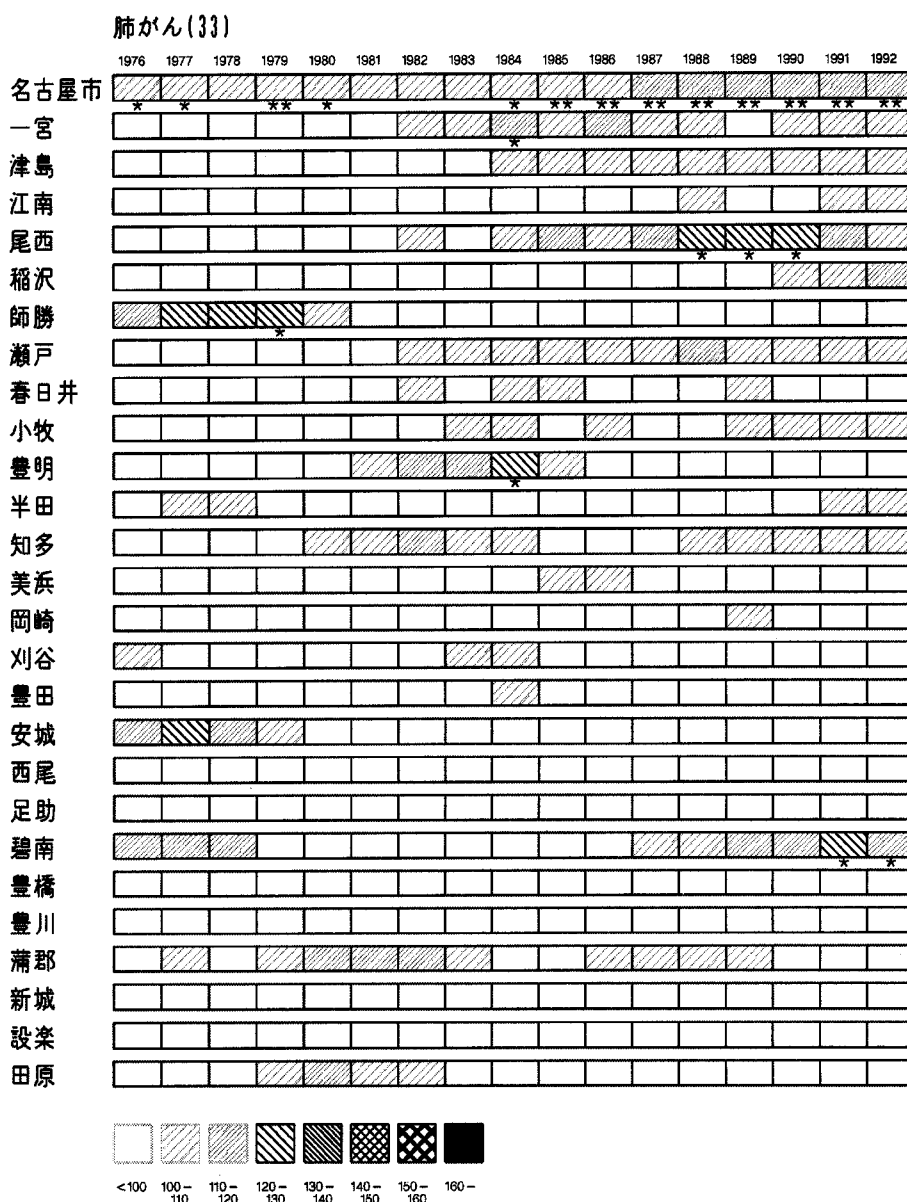 肺がん(33)
1976 1977 1978 1979 1980 1981 1982 1983 1984 1985 1986 1987 1988 1989 1990 1991 1992
名古屋市
* * ** * * ** ** ** ** ** ** ** **
一宮
*
津島
江南
尾西
* * *
稲沢
師勝
*
瀬戸
春日井
小牧
豊明
*
半田
知多
美浜
岡崎
刈谷
豊田
安城
西尾
足助
碧南
* *
豊橋
豊川
蒲郡
新城
設楽
田原
<100 100-110 110-120 120-130 130-140 140-150 150-160 160-